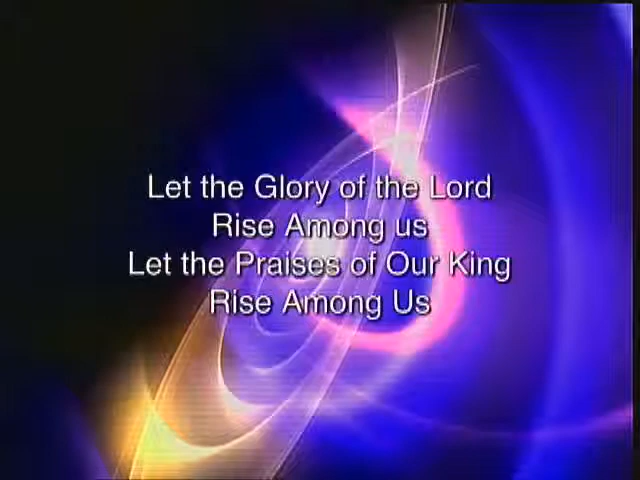 Let the Glory of the Lord
Rise Among us
Let the Praises of Our King
Rise Among Us